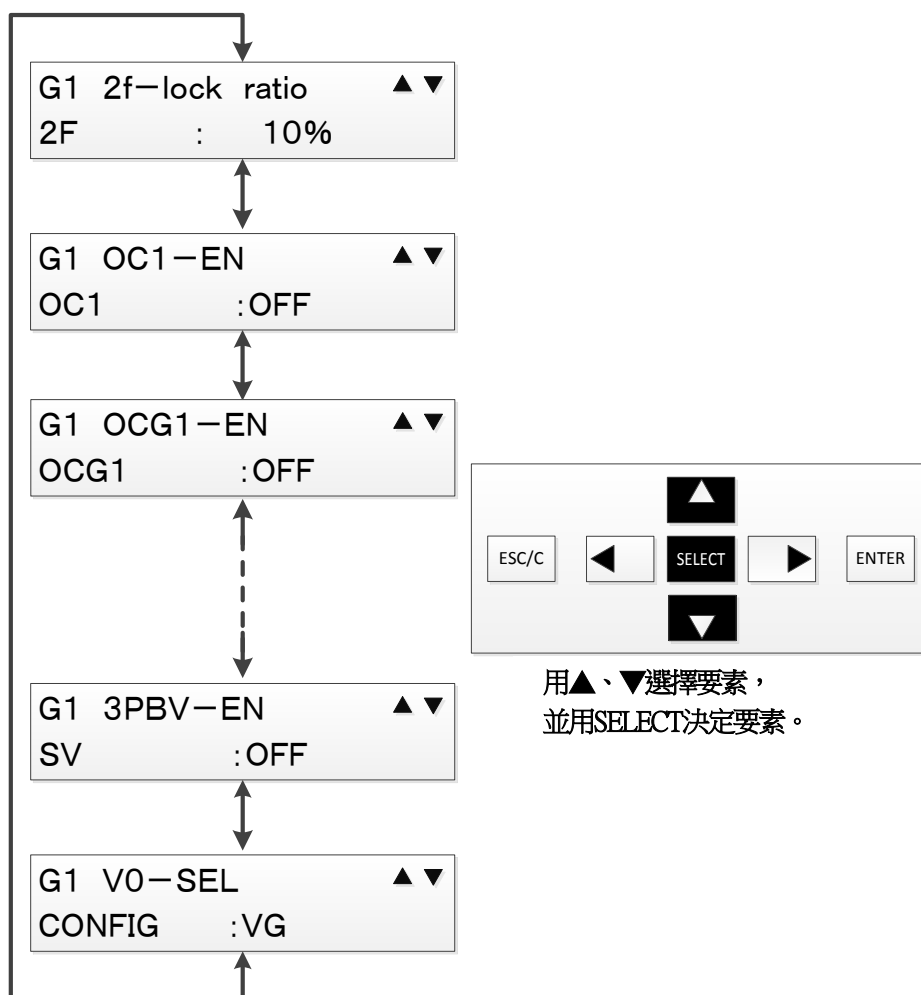 G1 2f－lock ratio ▲ ▼
2F : 10%
G1 OC1－EN ▲ ▼
OC1 :OFF
G1 OCG1－EN ▲ ▼
OCG1 :OFF
ESC/C ◀ ▲ SELECT ▼ ▶ ENTER
用▲、▼選擇要素，
並用SELECT決定要素。
G1 3PBV－EN ▲ ▼
SV :OFF
G1 V0－SEL ▲ ▼
CONFIG :VG